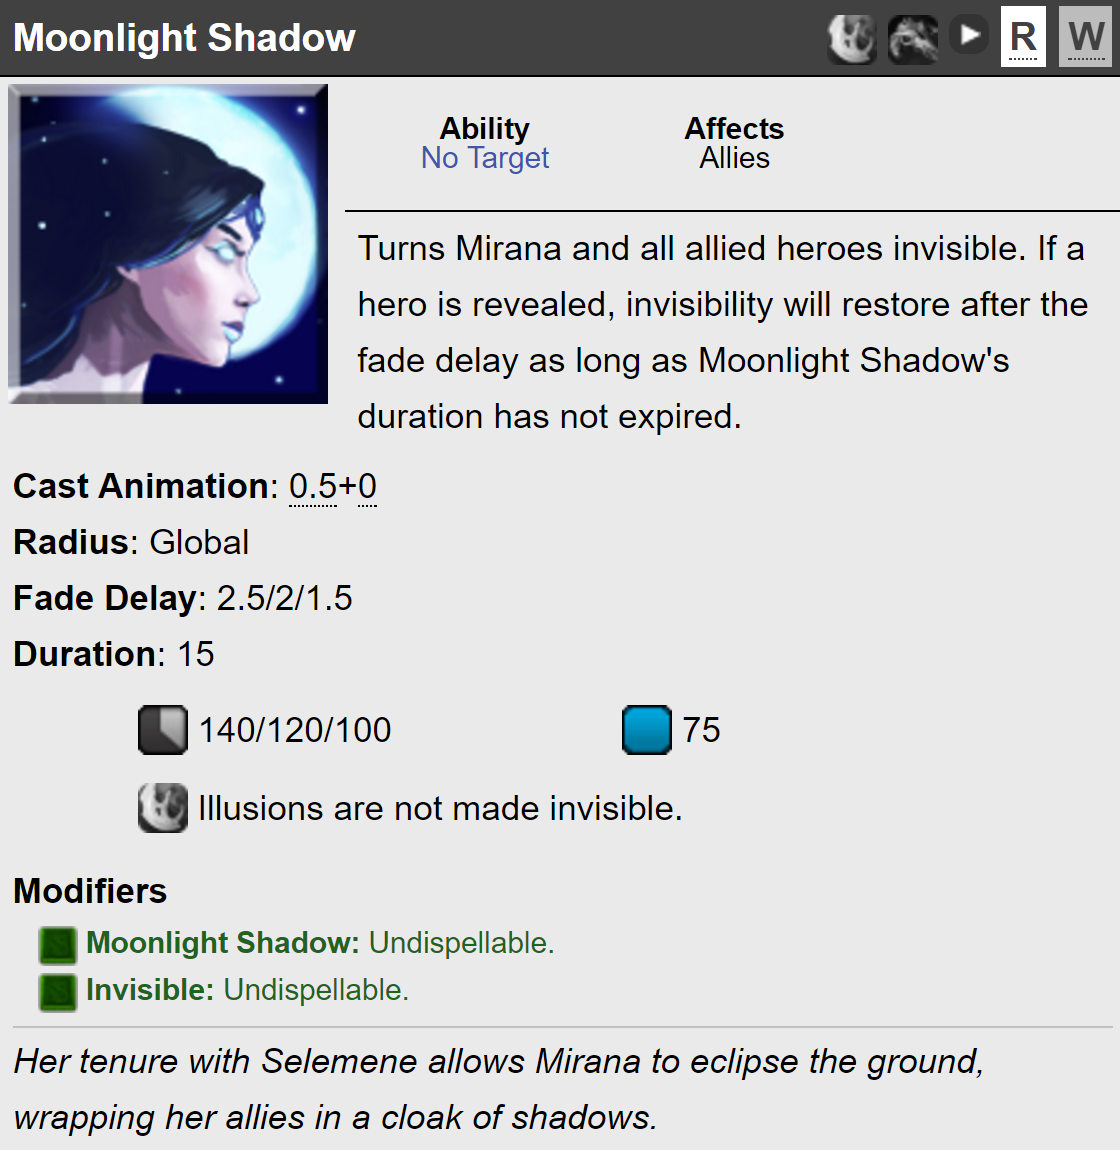 Moonlight Shadow R W
Ability Affects
No Target Allies
Turns Mirana and all allied heroes invisible. If a
hero is revealed, invisibility will restore after the
fade delay as long as Moonlight Shadow's
duration has not expired.
Cast Animation: 0.5+0
Radius: Global
Fade Delay: 2.5/2/1.5
Duration: 15
140/120/100 75
Illusions are not made invisible.
Modifiers
Moonlight Shadow: Undispellable.
Invisible: Undispellable.
Her tenure with Selemene allows Mirana to eclipse the ground,
wrapping her allies in a cloak of shadows.